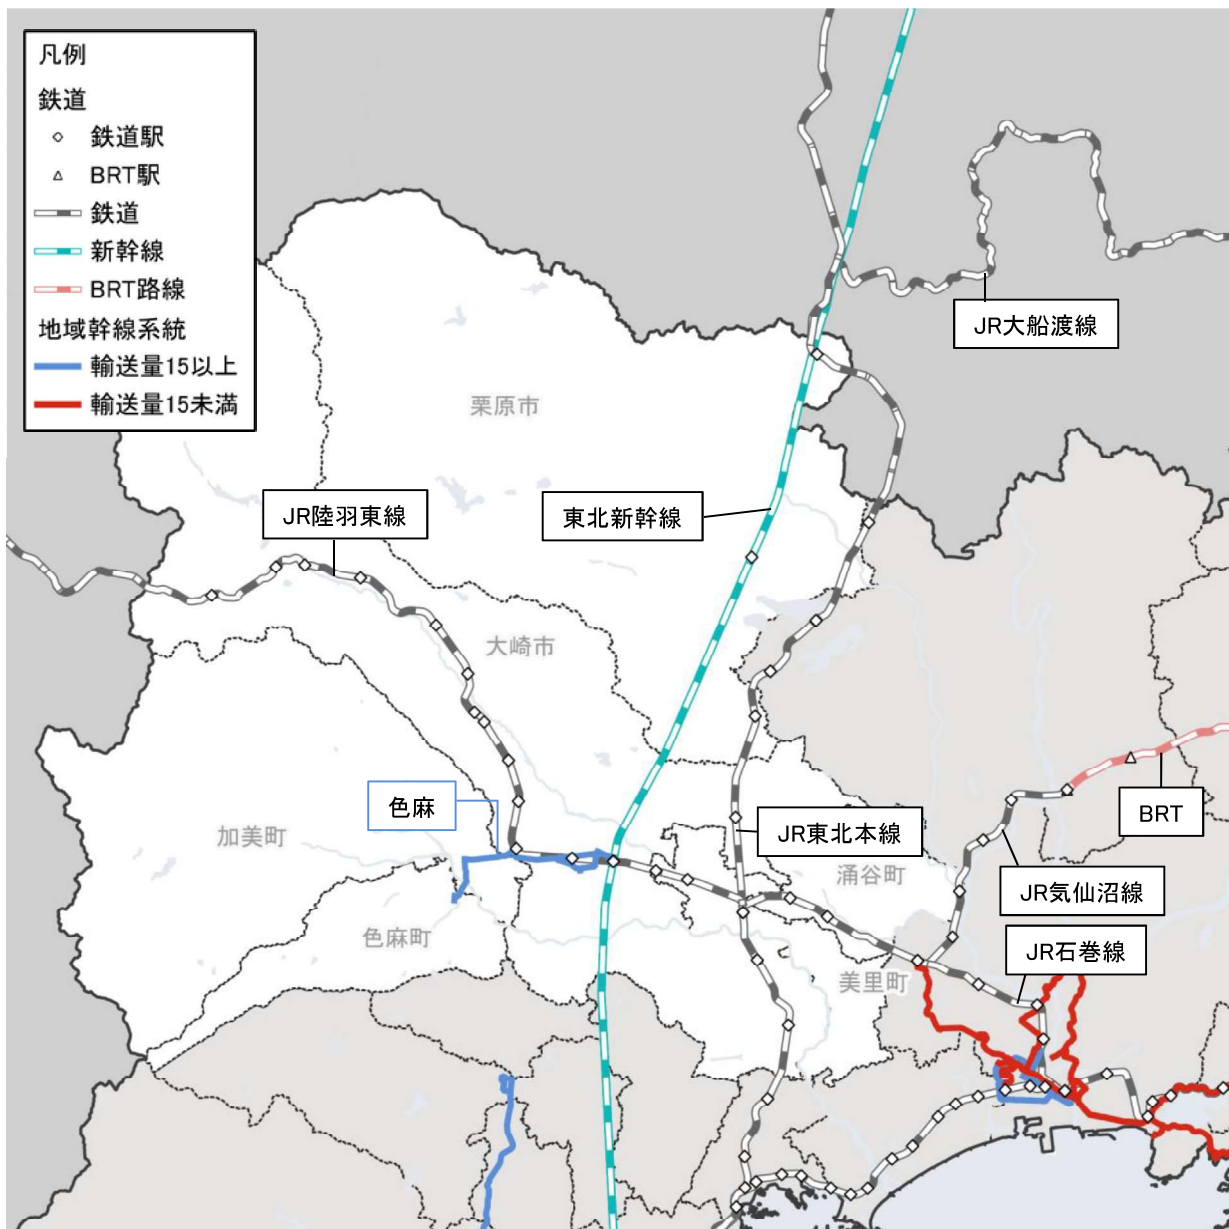 凡例
鉄道
鉄道駅
BRT駅
鉄道
新幹線
BRT路線
地域幹線系統
輸送量15以上
輸送量15未満
JR大船渡線
栗原市
JR陸羽東線
東北新幹線
大崎市
色麻
BRT
加美町
JR東北本線
涌谷町
JR気仙沼線
色麻町
JR石巻線
美里町